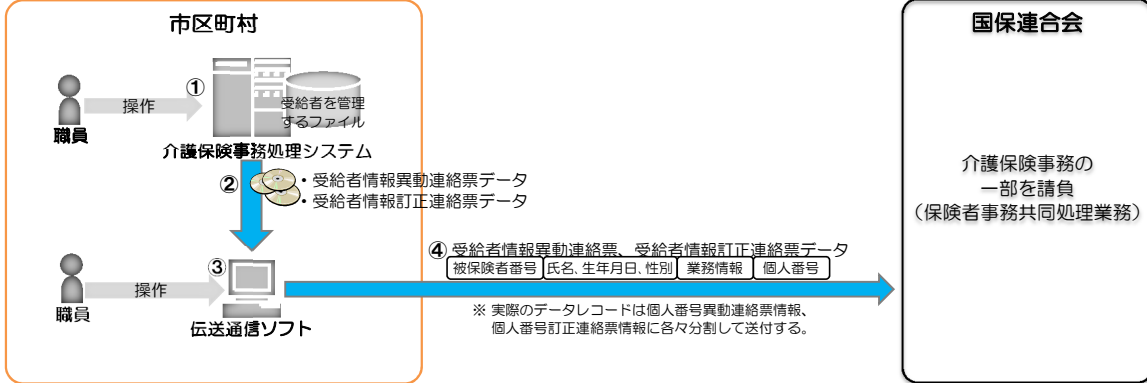 市区町村
国保連合会
①
操作
職員
受給者を管理
するファイル
介護保険事務処理システム
②
・受給者情報異動連絡票データ
・受給者情報訂正連絡票データ
介護保険事務の
一部を請負
（保険者事務共同処理業務）
③
操作
職員
伝送通信ソフト
④ 受給者情報異動連絡票、受給者情報訂正連絡票データ
被保険者番号 氏名、生年月日、性別 業務情報 個人番号
※ 実際のデータレコードは個人番号異動連絡票情報、
個人番号訂正連絡票情報に各々分割して送付する。